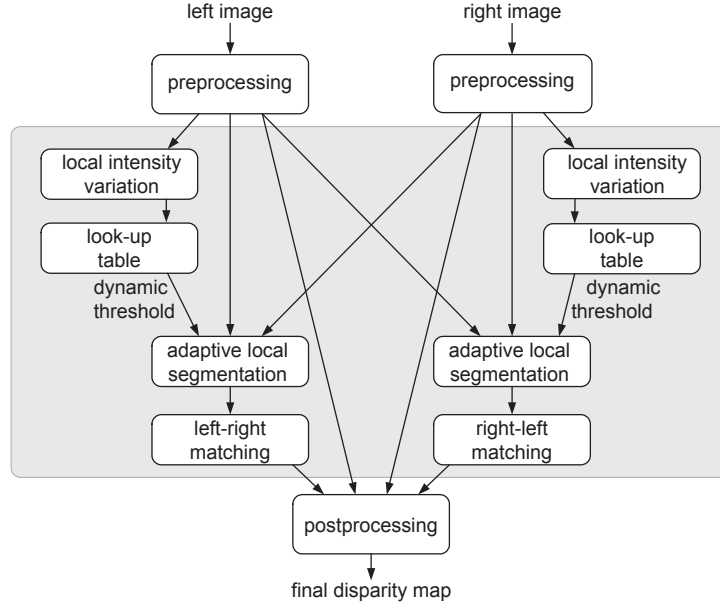 left image
right image
preprocessing
preprocessing
local intensity
variation
local intensity
variation
look-up
table
look-up
table
dynamic
threshold
dynamic
threshold
adaptive local
segmentation
adaptive local
segmentation
left-right
matching
right-left
matching
postprocessing
final disparity map